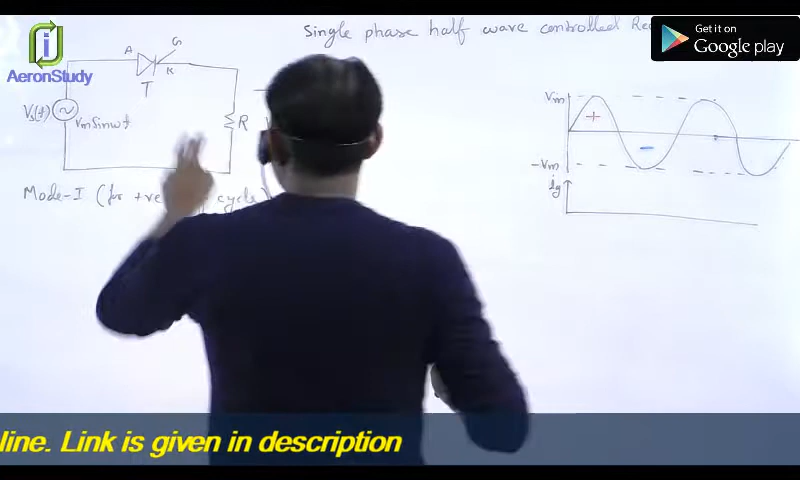 Single phase half wave controlled
GET IT ON
Google play
AeronStudy
A
G
K
T
Vs(t)
Vm Sinωt
R
Mode-I (for +ve cycle)
Vm
+
-
-Vm
ig
line. Link is given in description